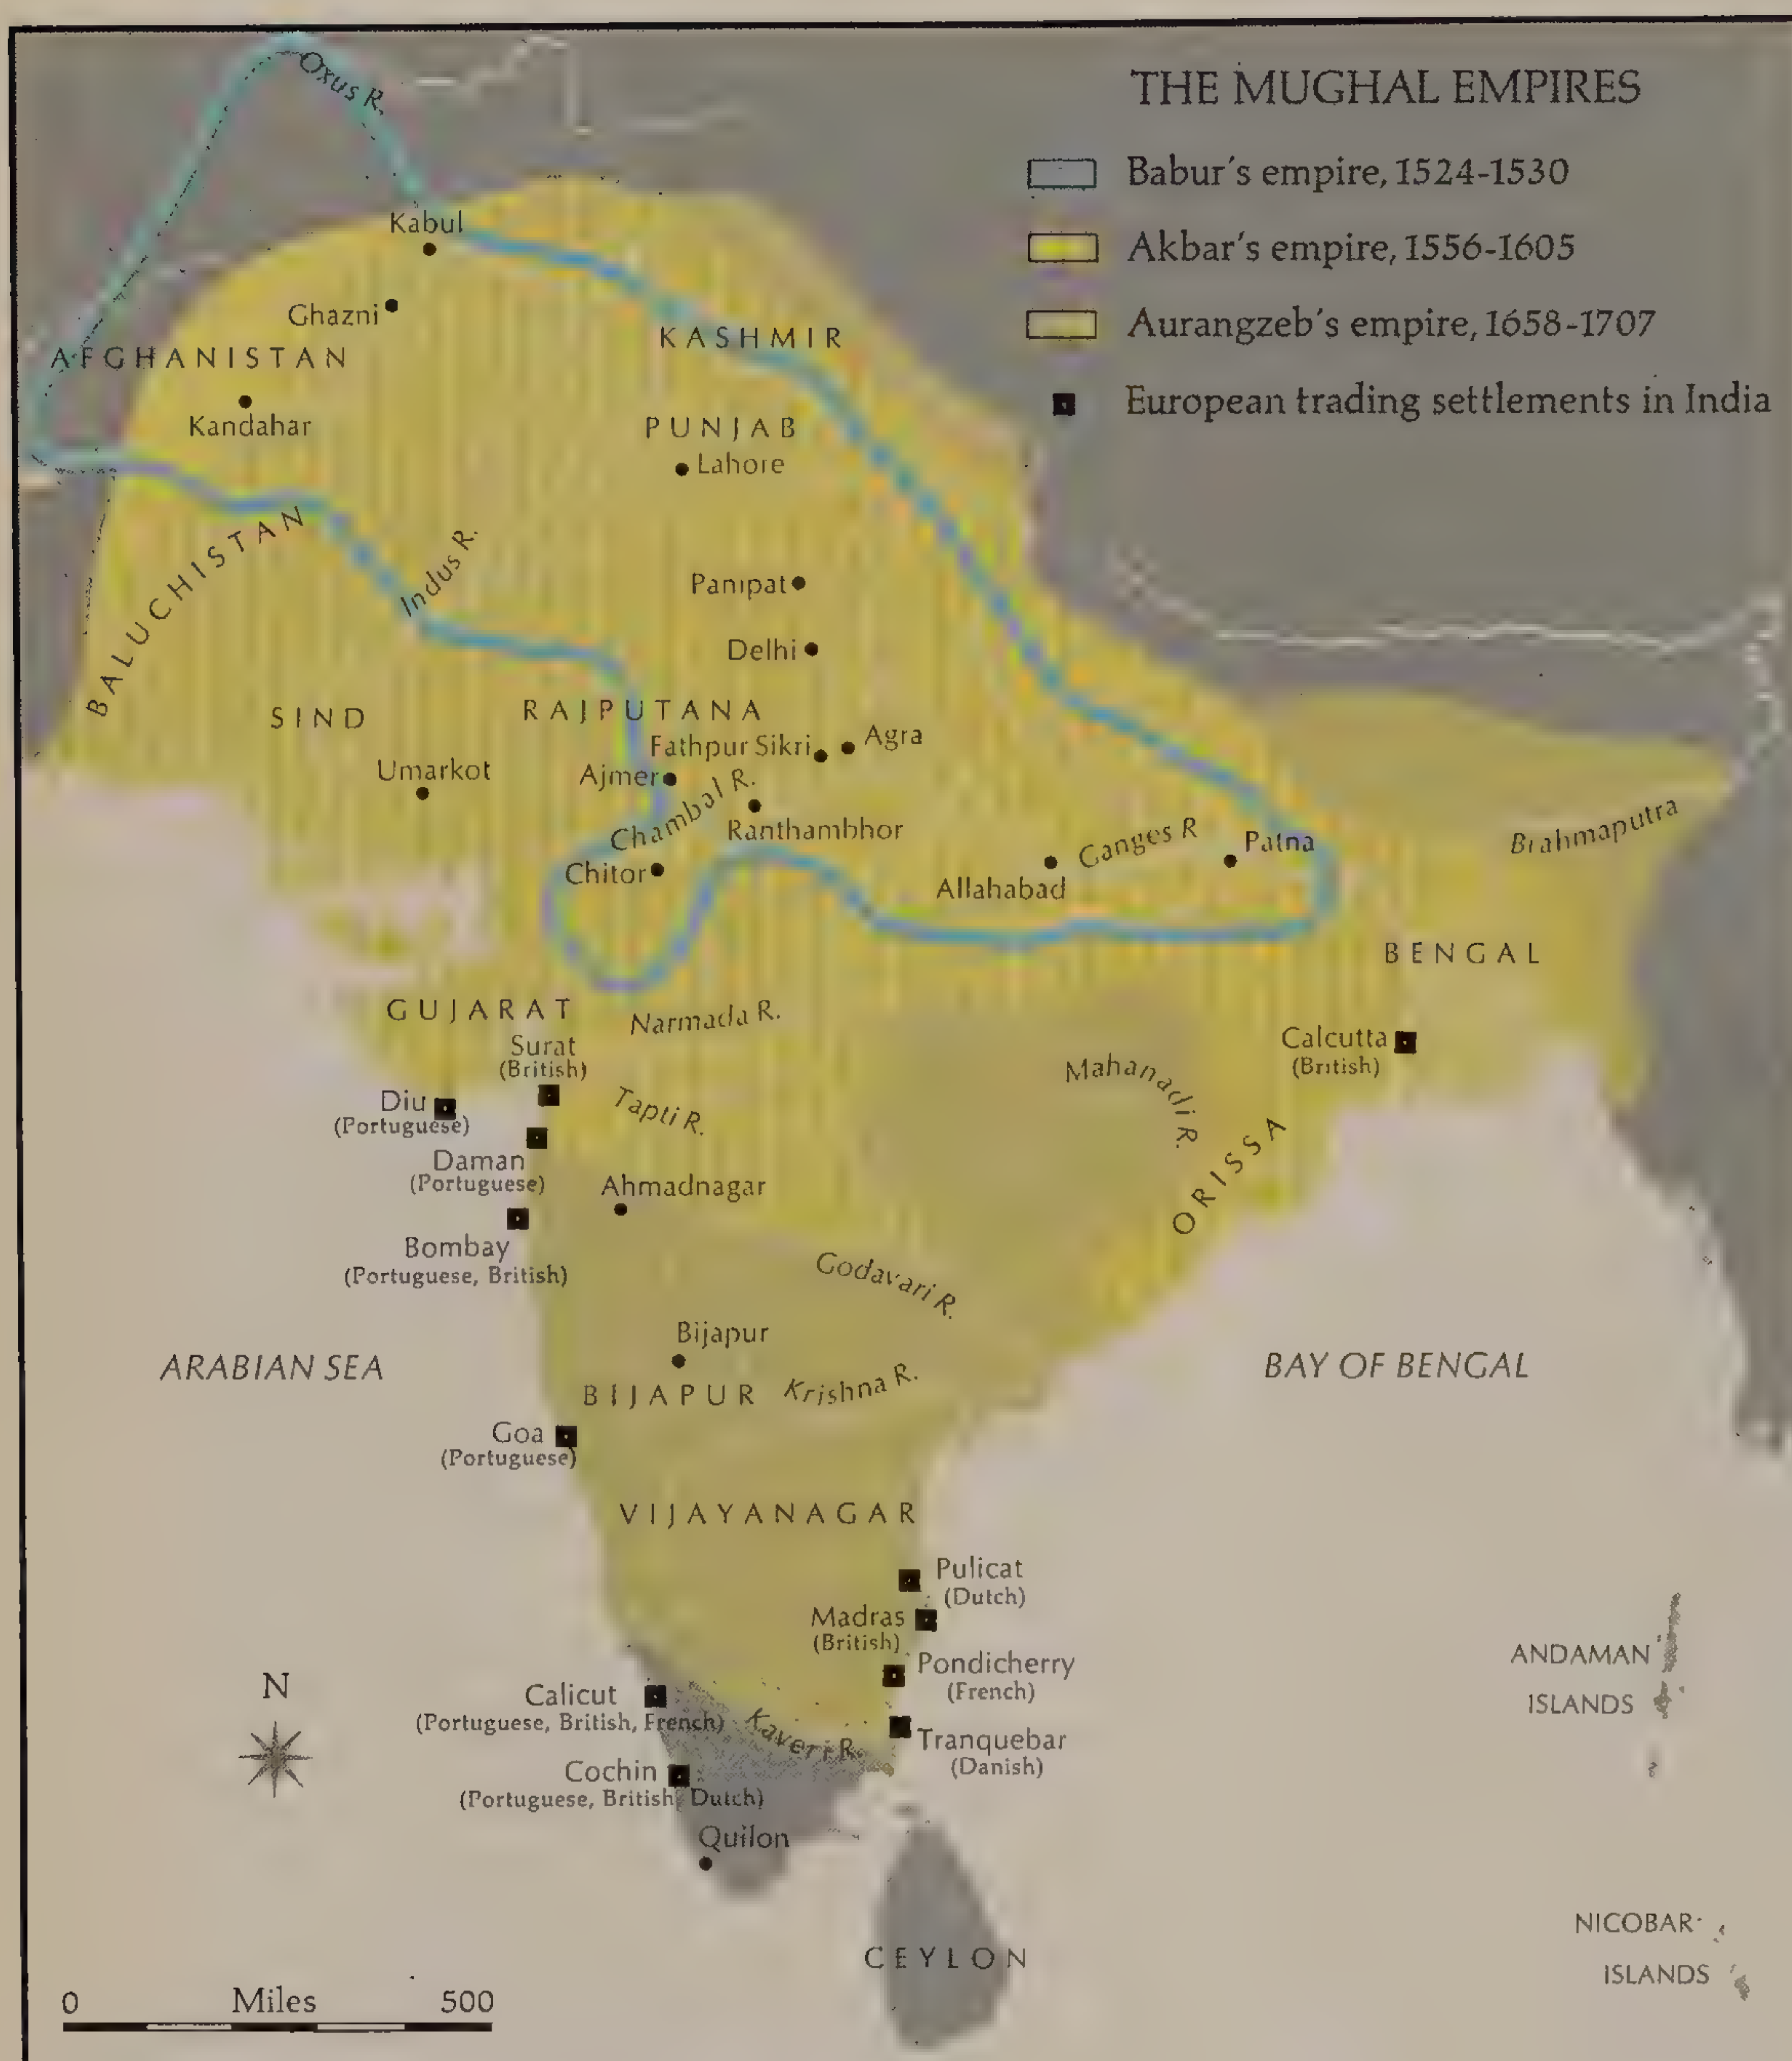 THE MUGHAL EMPIRES
Babur's empire, 1524-1530
Akbar's empire, 1556-1605
Aurangzeb's empire, 1658-1707
European trading settlements in India
Oxus R.
Kabul
Ghazni
AFGHANISTAN
Kandahar
KASHMIR
PUNJAB
Lahore
BALUCHISTAN
Indus R.
Panipat
Delhi
SIND
RAJPUTANA
Fathpur Sikri
Agra
Umarkot
Ajmer
Chambal R.
Ranthambhor
Chitor
Allahabad
Ganges R
Patna
Brahmaputra
BENGAL
GUJARAT
Narmada R.
Surat
(British)
Diu
(Portuguese)
Tapti R.
Mahanadi R.
Calcutta
(British)
Daman
(Portuguese)
Ahmadnagar
ORISSA
Bombay
(Portuguese, British)
Godavari R.
Bijapur
ARABIAN SEA
BAY OF BENGAL
BIJAPUR
Krishna R.
Goa
(Portuguese)
VIJAYANAGAR
Pulicat
(Dutch)
Madras
(British)
Pondicherry
(French)
ANDAMAN
ISLANDS
N
Calicut
(Portuguese, British, French)
Kaveri R.
Tranquebar
(Danish)
Cochin
(Portuguese, British, Dutch)
Quilon
CEYLON
NICOBAR
ISLANDS
0 Miles 500